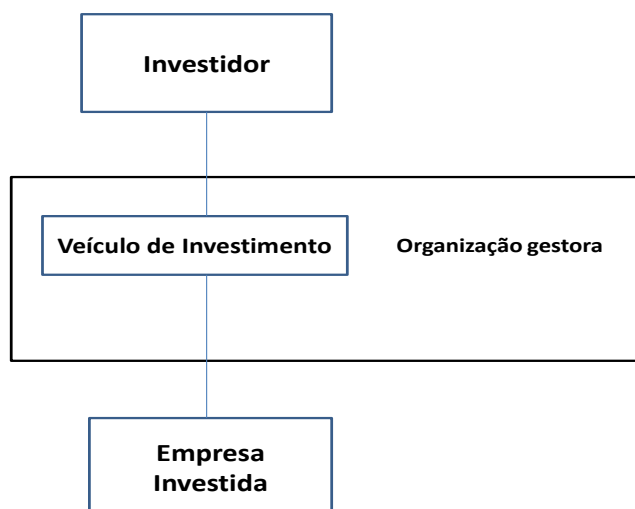 Investidor
Veículo de Investimento
Organização gestora
Empresa
Investida